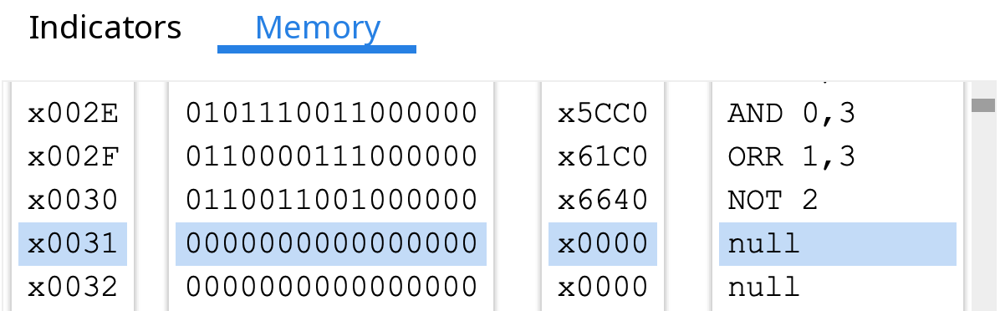 Indicators Memory
x002E 0101110011000000 x5CC0 AND 0,3
x002F 0110000111000000 x61C0 ORR 1,3
x0030 0110011001000000 x6640 NOT 2
x0031 0000000000000000 x0000 null
x0032 0000000000000000 x0000 null